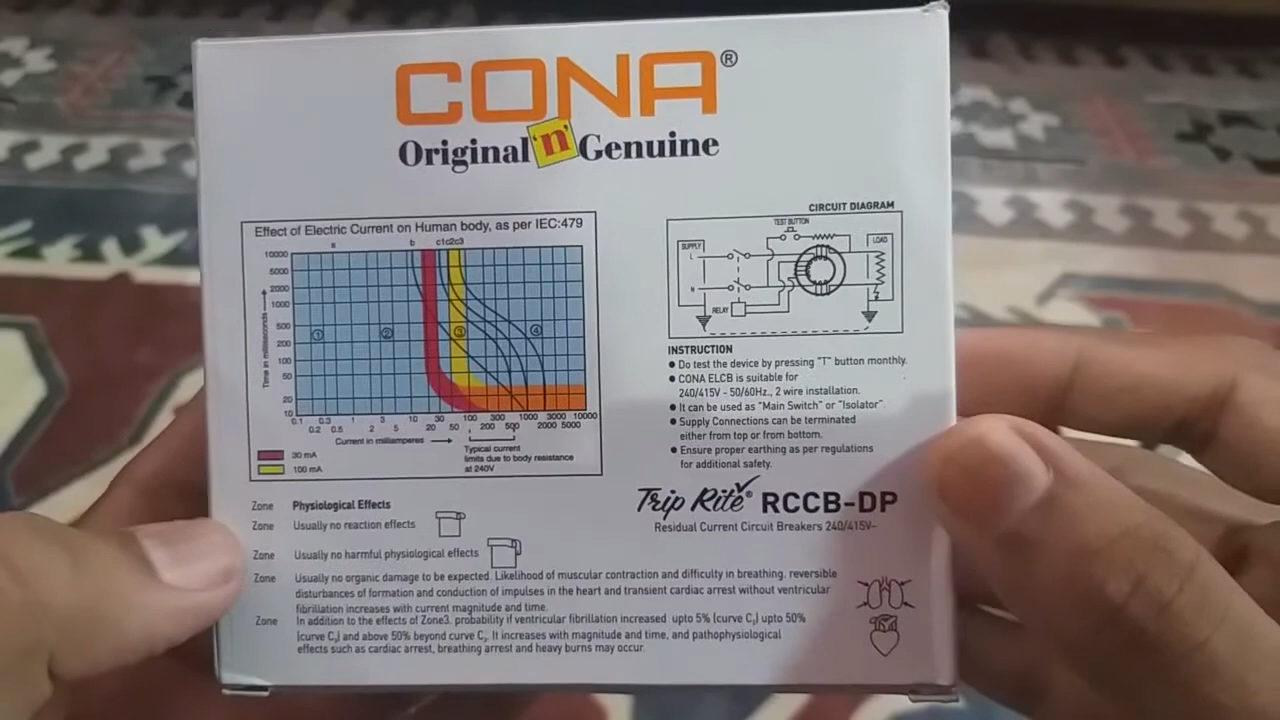 CONA®
Original 'n' Genuine
Effect of Electric Current on Human body, as per IEC:479
a b c1c2c3
10000
5000
2000
1000
500
200
100
50
20
10
Time in milliseconds
1 2 3 4
0.1 0.3 1 3 10 30 100 300 1000 3000 10000
0.2 0.5 2 5 20 50 200 500 2000 5000
Current in milliamperes
Typical current
limits due to body resistance
at 240V
30 mA
100 mA
CIRCUIT DIAGRAM
TEST BUTTON
SUPPLY
LOAD
L
N
RELAY
INSTRUCTION
● Do test the device by pressing "T" button monthly.
● CONA ELCB is suitable for
240/415V - 50/60Hz., 2 wire installation.
● It can be used as "Main Switch" or "Isolator".
● Supply Connections can be terminated
either from top or from bottom.
● Ensure proper earthing as per regulations
for additional safety.
Trip Rite® RCCB-DP
Residual Current Circuit Breakers 240/415V~
Zone Physiological Effects
Zone Usually no reaction effects
Zone Usually no harmful physiological effects
Zone Usually no organic damage to be expected. Likelihood of muscular contraction and difficulty in breathing. reversible
disturbances of formation and conduction of impulses in the heart and transient cardiac arrest without ventricular
fibrillation increases with current magnitude and time.
Zone In addition to the effects of Zone3. probability if ventricular fibrillation increased upto 5% (curve C₂) upto 50%
(curve C₃) and above 50% beyond curve C₃. It increases with magnitude and time, and pathophysiological
effects such as cardiac arrest, breathing arrest and heavy burns may occur.